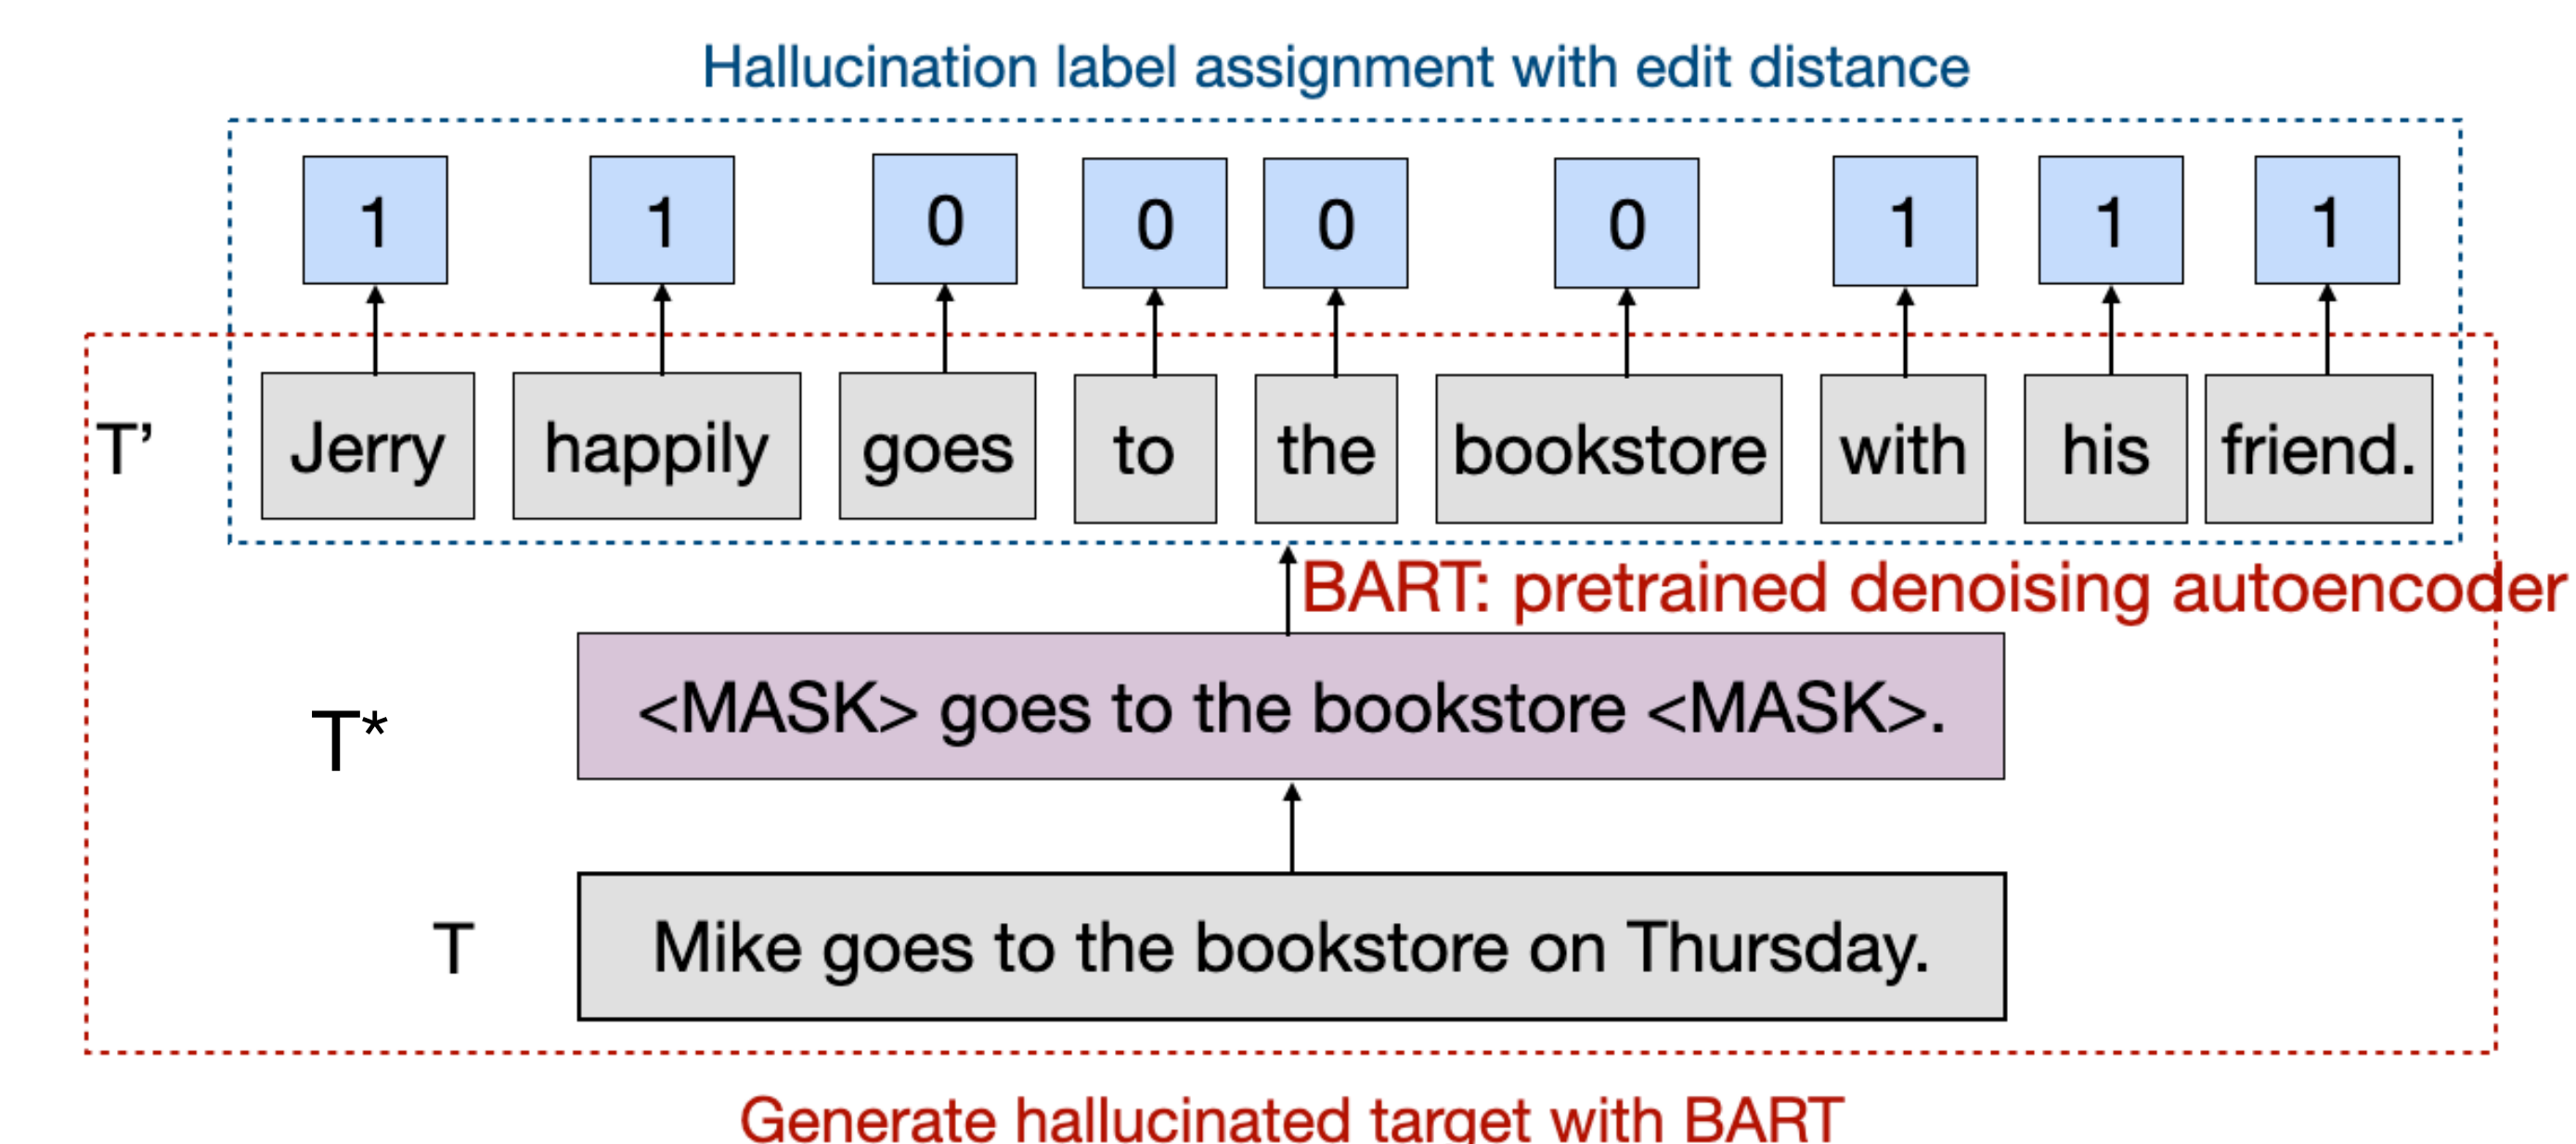 Hallucination label assignment with edit distance
1 1 0 0 0 0 1 1 1
T’ Jerry happily goes to the bookstore with his friend.
BART: pretrained denoising autoencoder
T* <MASK> goes to the bookstore <MASK>.
T Mike goes to the bookstore on Thursday.
Generate hallucinated target with BART